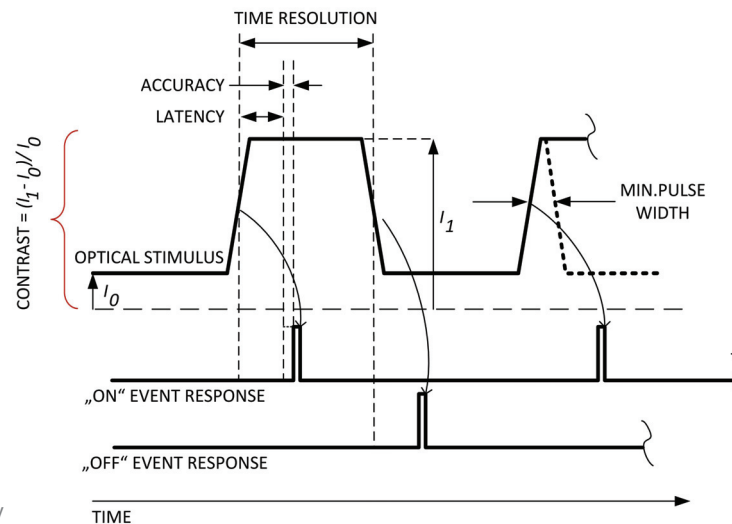 TIME RESOLUTION
ACCURACY
LATENCY
CONTRAST = (I1 - I0)/ I0
MIN.PULSE
WIDTH
I1
OPTICAL STIMULUS
I0
„ON“ EVENT RESPONSE
„OFF“ EVENT RESPONSE
TIME